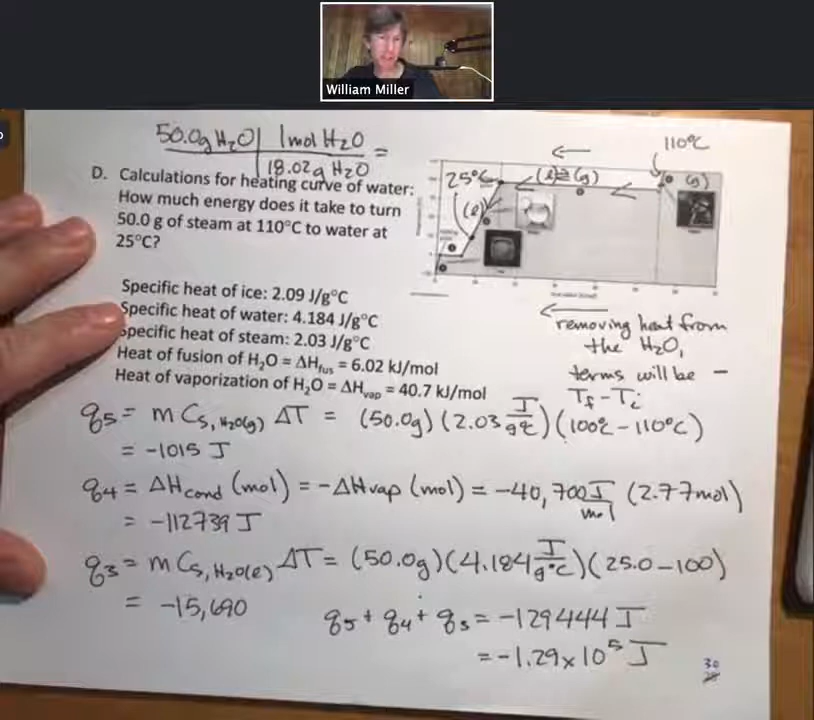 William Miller
50.0g H2O | 1mol H2O =
18.02g H2O
110°C
D. Calculations for heating curve of water:
How much energy does it take to turn
50.0 g of steam at 110°C to water at
25°C?
25°C
(l)⇌(g)
(g)
(l)
Specific heat of ice: 2.09 J/g°C
Specific heat of water: 4.184 J/g°C
Specific heat of steam: 2.03 J/g°C
Heat of fusion of H₂O = ΔHfus = 6.02 kJ/mol
Heat of vaporization of H₂O = ΔHvap = 40.7 kJ/mol
removing heat from
the H2O,
terms will be –
Tf – Ti
q5 = m Cs, H2O(g) ΔT = (50.0g)(2.03 J/g°C)(100°C – 110°C)
= –1015 J
q4 = ΔHcond (mol) = –ΔHvap (mol) = –40,700 J/mol (2.77mol)
= –112739 J
q3 = m Cs, H2O(l) ΔT = (50.0g)(4.184 J/g°C)(25.0–100)
= –15,690
q5 + q4 + q3 = –129444 J
= –1.29x10⁵ J
30